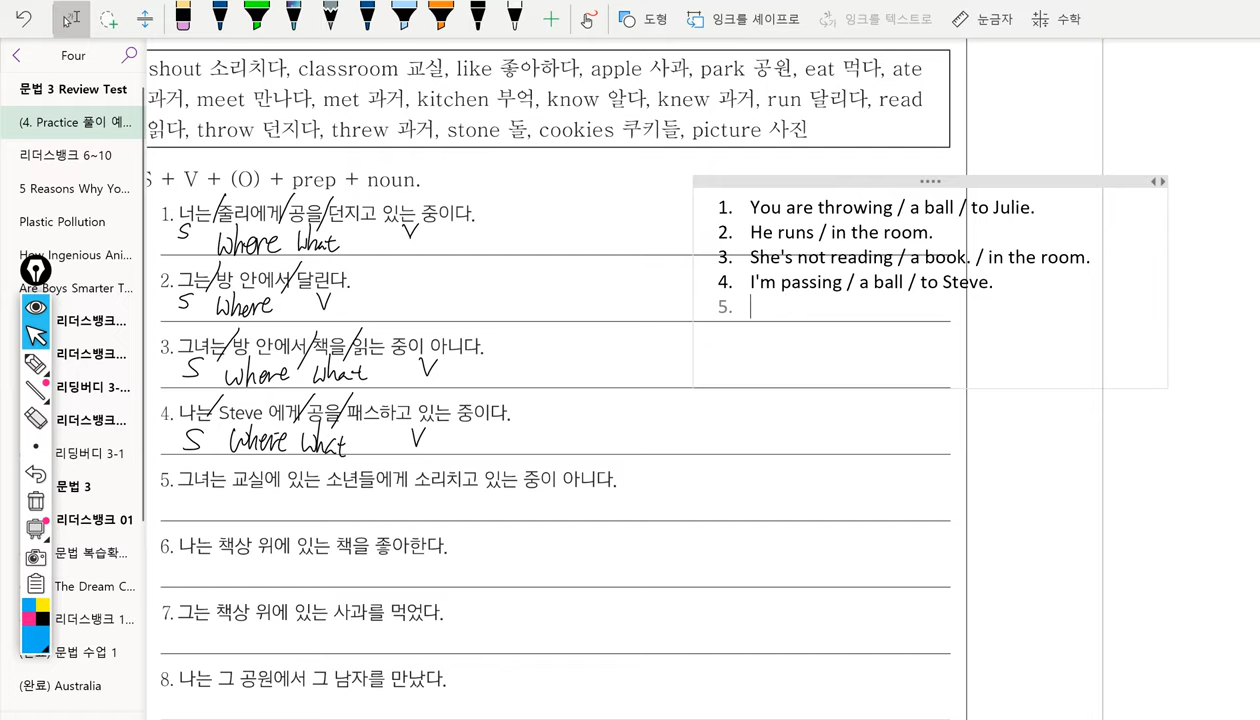 도형
잉크를 셰이프로
잉크를 텍스트로
눈금자
수학
Four
문법 3 Review Test
(4. Practice 풀이 예...
리더스뱅크 6~10
5 Reasons Why Yo...
Plastic Pollution
How Ingenious Ani...
Are Boys Smarter T...
리더스뱅크...
리더스뱅크...
리딩버디 3-...
리더스뱅크...
리딩버디 3-1
문법 3
리더스뱅크 01
문법 복습확...
The Dream C...
리더스뱅크 1...
문법 수업 1
(완료) Australia
shout 소리치다, classroom 교실, like 좋아하다, apple 사과, park 공원, eat 먹다, ate
과거, meet 만나다, met 과거, kitchen 부엌, know 알다, knew 과거, run 달리다, read
읽다, throw 던지다, threw 과거, stone 돌, cookies 쿠키들, picture 사진
S + V + (O) + prep + noun.
1. 너는/줄리에게/공을/던지고 있는 중이다.
S where what V
2. 그는/방 안에서/달린다.
S where V
3. 그녀는/방 안에서/책을/읽는 중이 아니다.
S where what V
4. 나는/Steve 에게/공을/패스하고 있는 중이다.
S where what V
5. 그녀는 교실에 있는 소년들에게 소리치고 있는 중이 아니다.
6. 나는 책상 위에 있는 책을 좋아한다.
7. 그는 책상 위에 있는 사과를 먹었다.
8. 나는 그 공원에서 그 남자를 만났다.
1. You are throwing / a ball / to Julie.
2. He runs / in the room.
3. She's not reading / a book. / in the room.
4. I'm passing / a ball / to Steve.
5.